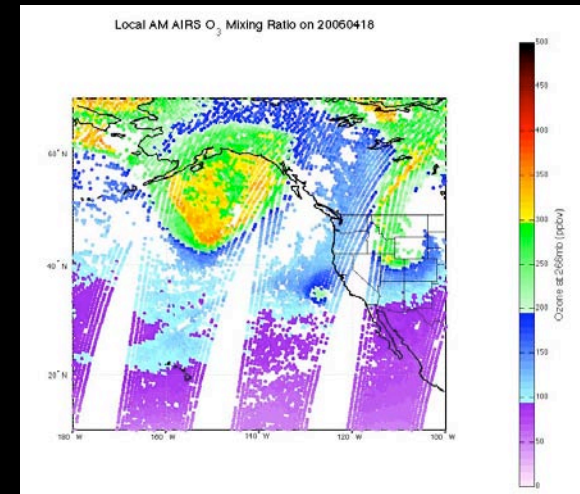 Local AM AIRS O3 Mixing Ratio on 20060418
500
450
400
350
300
250
200
150
100
50
0
Ozone at 266mb (ppbv)
60° N
40° N
20° N
180° W
160° W
140° W
120° W
100° W